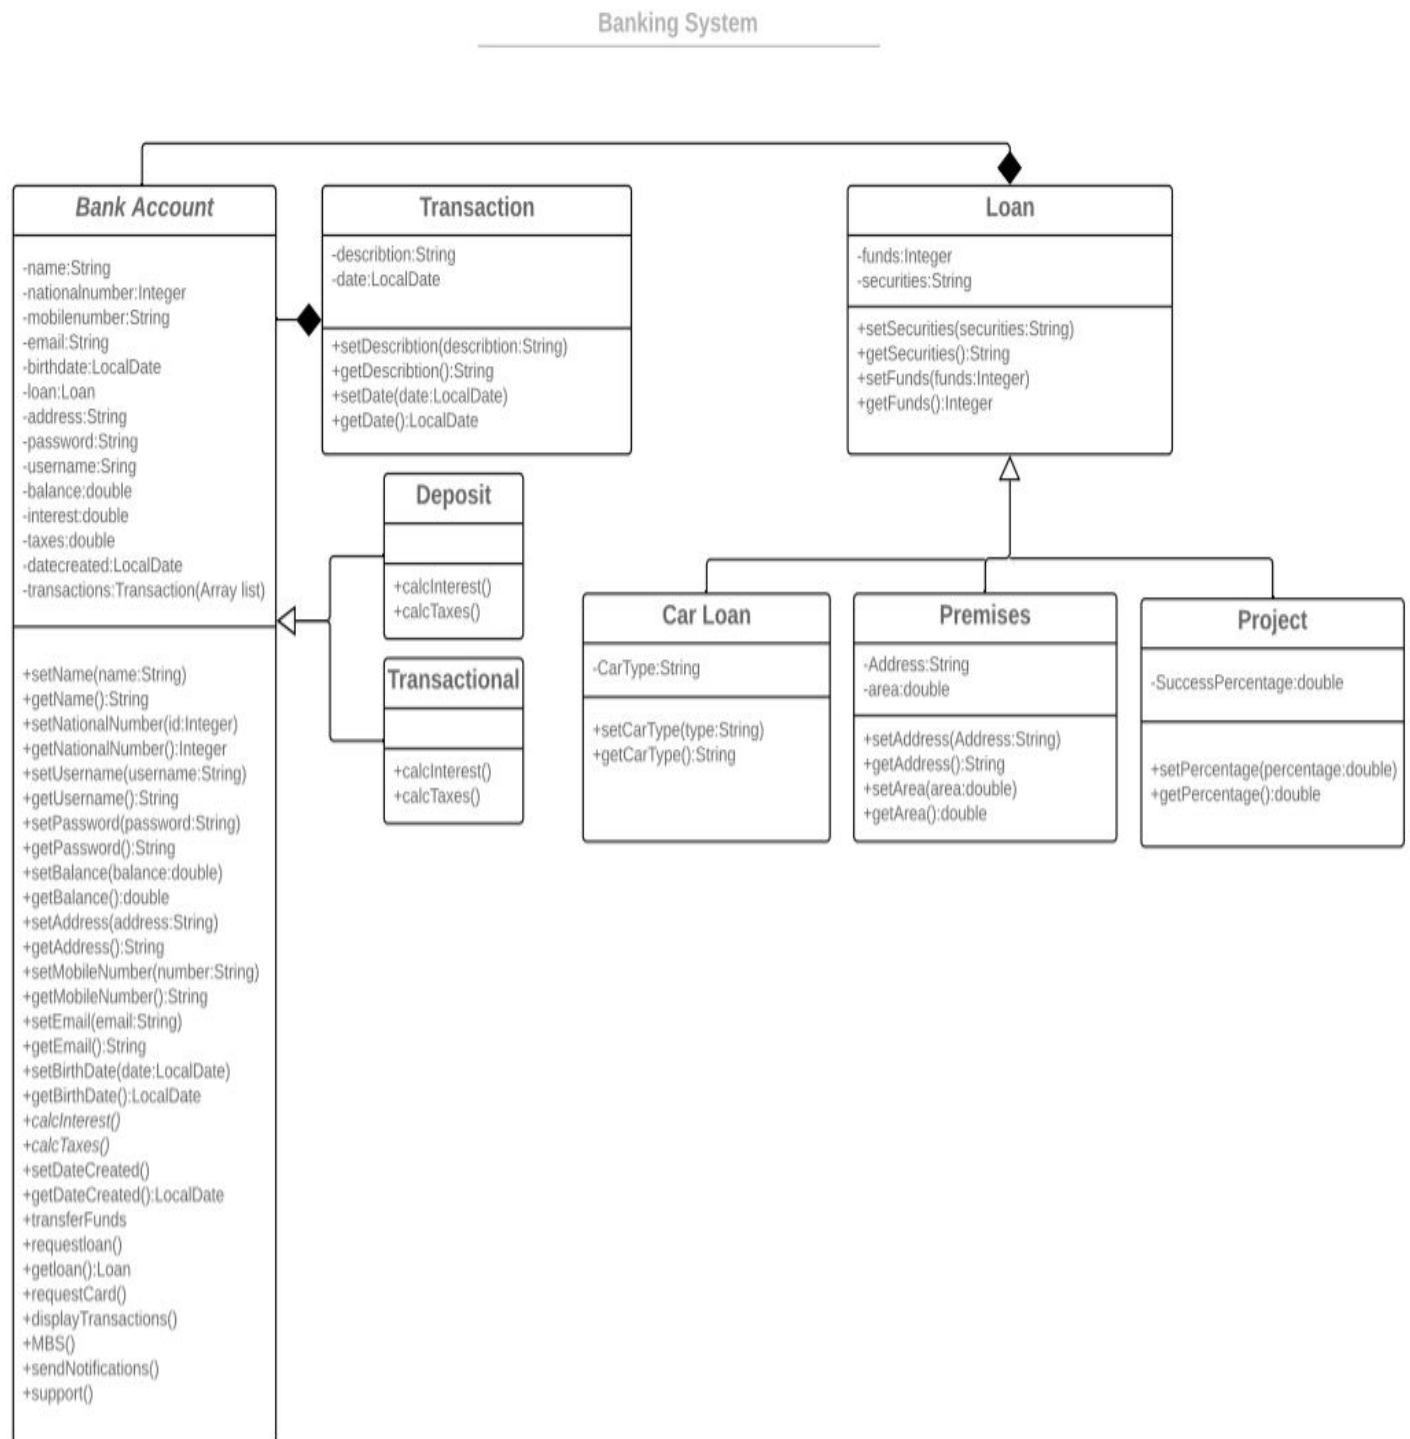 Banking System
Bank Account
-name:String
-nationalnumber:Integer
-mobilenumber:String
-email:String
-birthdate:LocalDate
-loan:Loan
-address:String
-password:String
-username:Sring
-balance:double
-interest:double
-taxes:double
-datecreated:LocalDate
-transactions:Transaction(Array list)
+setName(name:String)
+getName():String
+setNationalNumber(id:Integer)
+getNationalNumber():Integer
+setUsername(username:String)
+getUsername():String
+setPassword(password:String)
+getPassword():String
+setBalance(balance:double)
+getBalance():double
+setAddress(address:String)
+getAddress():String
+setMobileNumber(number:String)
+getMobileNumber():String
+setEmail(email:String)
+getEmail():String
+setBirthDate(date:LocalDate)
+getBirthDate():LocalDate
+calcInterest()
+calcTaxes()
+setDateCreated()
+getDateCreated():LocalDate
+transferFunds
+requestloan()
+getloan():Loan
+requestCard()
+displayTransactions()
+MBS()
+sendNotifications()
+support()
Transaction
-describtion:String
-date:LocalDate
+setDescribtion(describtion:String)
+getDescribtion():String
+setDate(date:LocalDate)
+getDate():LocalDate
Deposit
+calcInterest()
+calcTaxes()
Transactional
+calcInterest()
+calcTaxes()
Loan
-funds:Integer
-securities:String
+setSecurities(securities:String)
+getSecurities():String
+setFunds(funds:Integer)
+getFunds():Integer
Car Loan
-CarType:String
+setCarType(type:String)
+getCarType():String
Premises
-Address:String
-area:double
+setAddress(Address:String)
+getAddress():String
+setArea(area:double)
+getArea():double
Project
-SuccessPercentage:double
+setPercentage(percentage:double)
+getPercentage():double